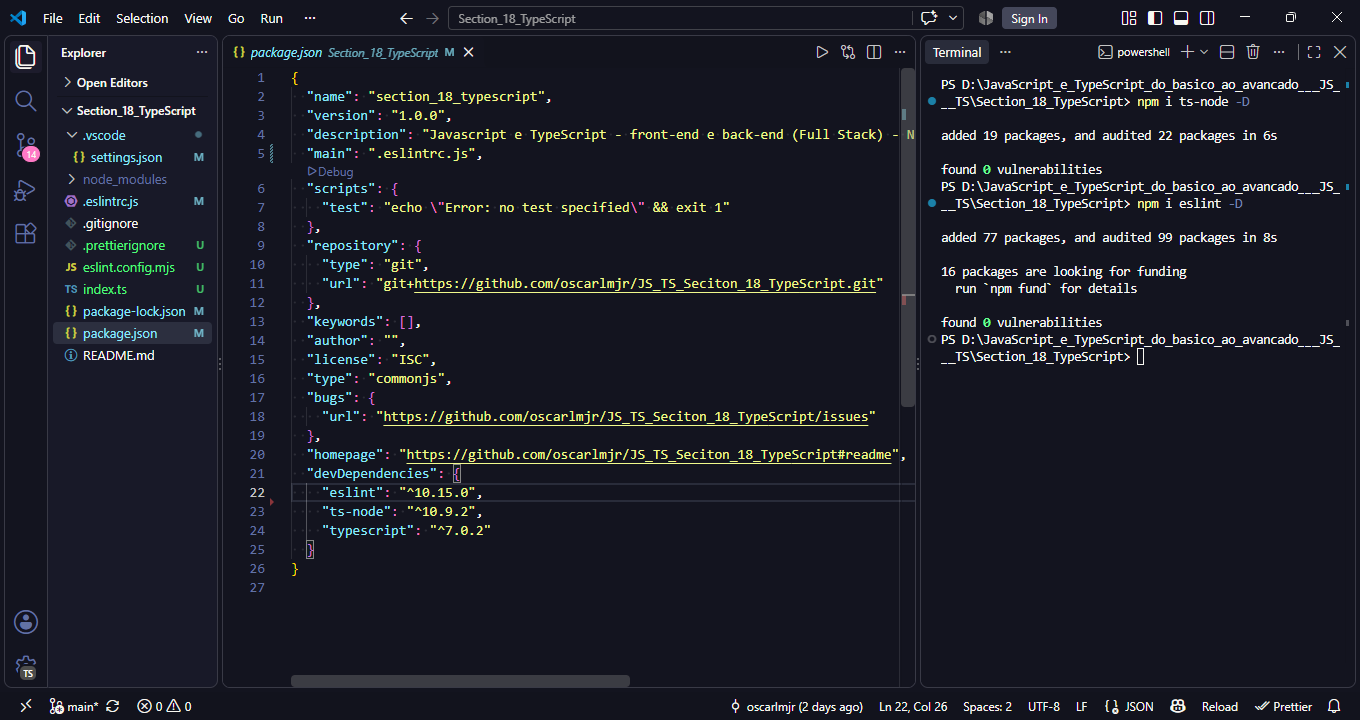 File Edit Selection View Go Run ···
Section_18_TypeScript
Sign In
Explorer
Open Editors
Section_18_TypeScript
.vscode
settings.json M
node_modules
.eslintrc.js M
.gitignore
.prettierignore U
JS eslint.config.mjs U
TS index.ts U
{} package-lock.json M
{} package.json M
README.md
14
TS
{} package.json Section_18_TypeScript M
1 {
2 "name": "section_18_typescript",
3 "version": "1.0.0",
4 "description": "Javascript e TypeScript - front-end e back-end (Full Stack) - N
5 "main": ".eslintrc.js",
Debug
6 "scripts": {
7 "test": "echo \"Error: no test specified\" && exit 1"
8 },
9 "repository": {
10 "type": "git",
11 "url": "git+https://github.com/oscarlmjr/JS_TS_Seciton_18_TypeScript.git"
12 },
13 "keywords": [],
14 "author": "",
15 "license": "ISC",
16 "type": "commonjs",
17 "bugs": {
18 "url": "https://github.com/oscarlmjr/JS_TS_Seciton_18_TypeScript/issues"
19 },
20 "homepage": "https://github.com/oscarlmjr/JS_TS_Seciton_18_TypeScript#readme",
21 "devDependencies": {
22 "eslint": "^10.15.0",
23 "ts-node": "^10.9.2",
24 "typescript": "^7.0.2"
25 }
26 }
27
Terminal ··· powershell
PS D:\JavaScript_e_TypeScript_do_basico_ao_avancado___JS_
__TS\Section_18_TypeScript> npm i ts-node -D
added 19 packages, and audited 22 packages in 6s
found 0 vulnerabilities
PS D:\JavaScript_e_TypeScript_do_basico_ao_avancado___JS_
__TS\Section_18_TypeScript> npm i eslint -D
added 77 packages, and audited 99 packages in 8s
16 packages are looking for funding
run `npm fund` for details
found 0 vulnerabilities
PS D:\JavaScript_e_TypeScript_do_basico_ao_avancado___JS_
__TS\Section_18_TypeScript>
main* 0 0 oscarlmjr (2 days ago) Ln 22, Col 26 Spaces: 2 UTF-8 LF {} JSON Reload Prettier